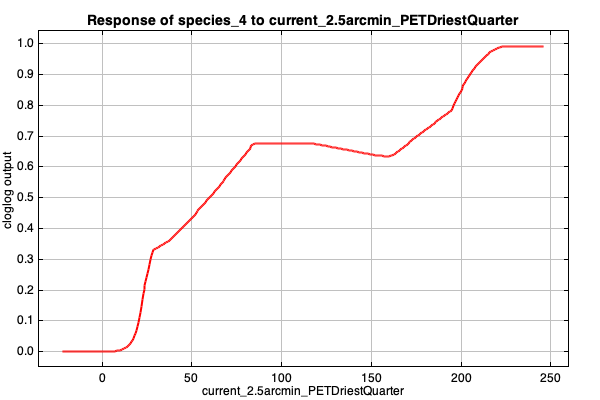 Response of species_4 to current_2.5arcmin_PETDriestQuarter
1.0
0.9
0.8
0.7
0.6
0.5
0.4
0.3
0.2
0.1
0.0
cloglog output
0 50 100 150 200 250
current_2.5arcmin_PETDriestQuarter